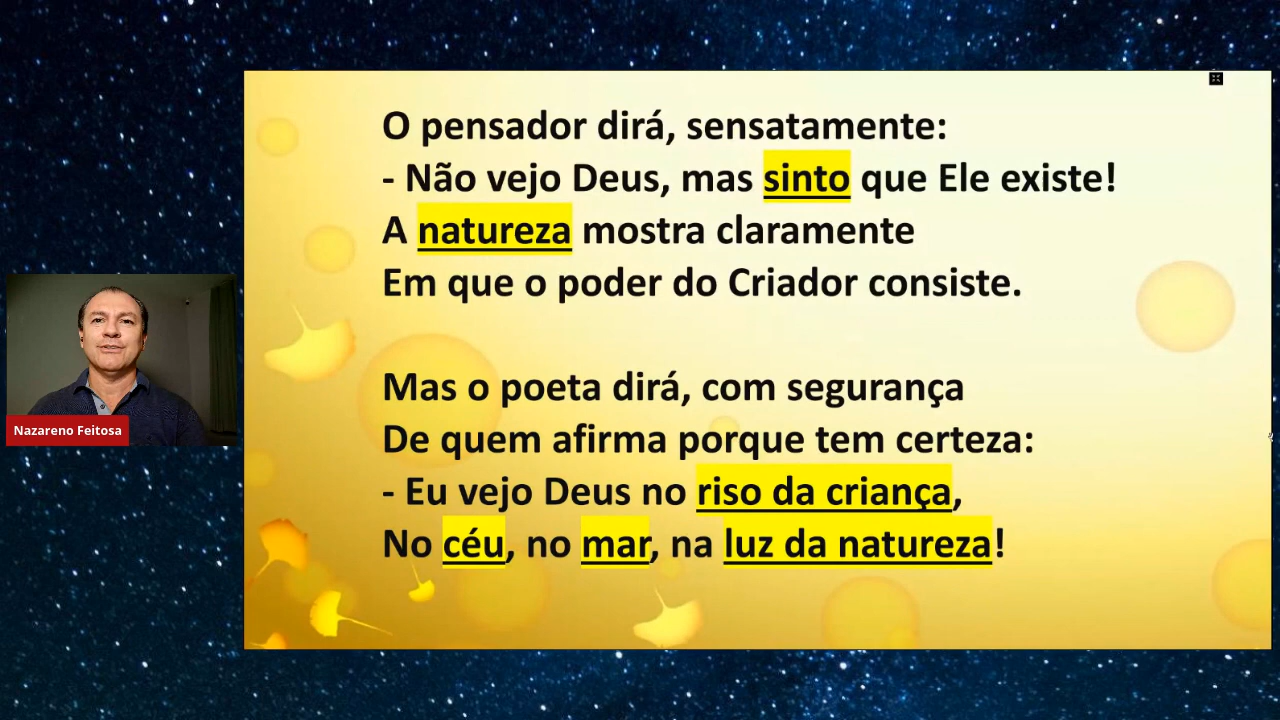 O pensador dirá, sensatamente:
- Não vejo Deus, mas sinto que Ele existe!
A natureza mostra claramente
Em que o poder do Criador consiste.
Mas o poeta dirá, com segurança
De quem afirma porque tem certeza:
- Eu vejo Deus no riso da criança,
No céu, no mar, na luz da natureza!
Nazareno Feitosa